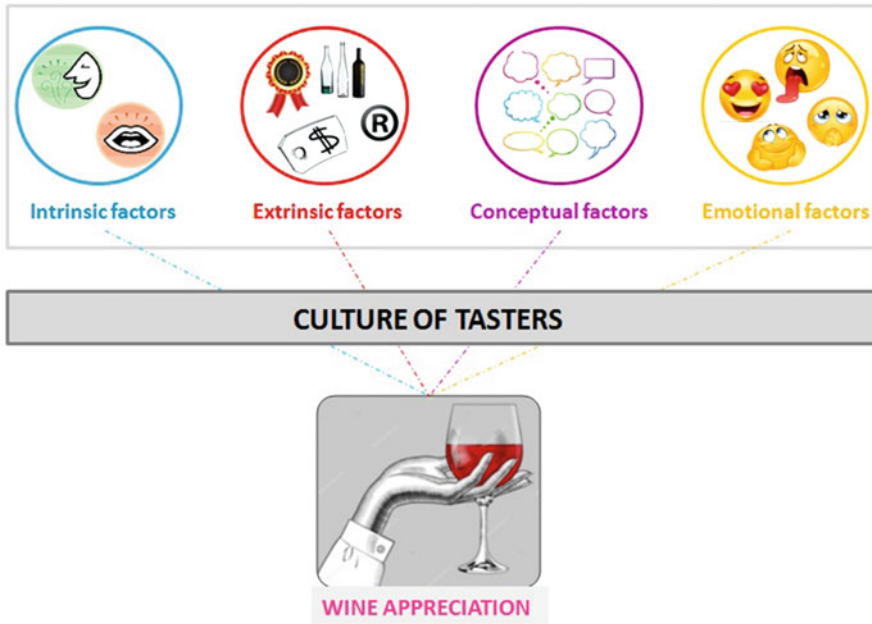 $
®
Intrinsic factors
Extrinsic factors
Conceptual factors
Emotional factors
CULTURE OF TASTERS
WINE APPRECIATION